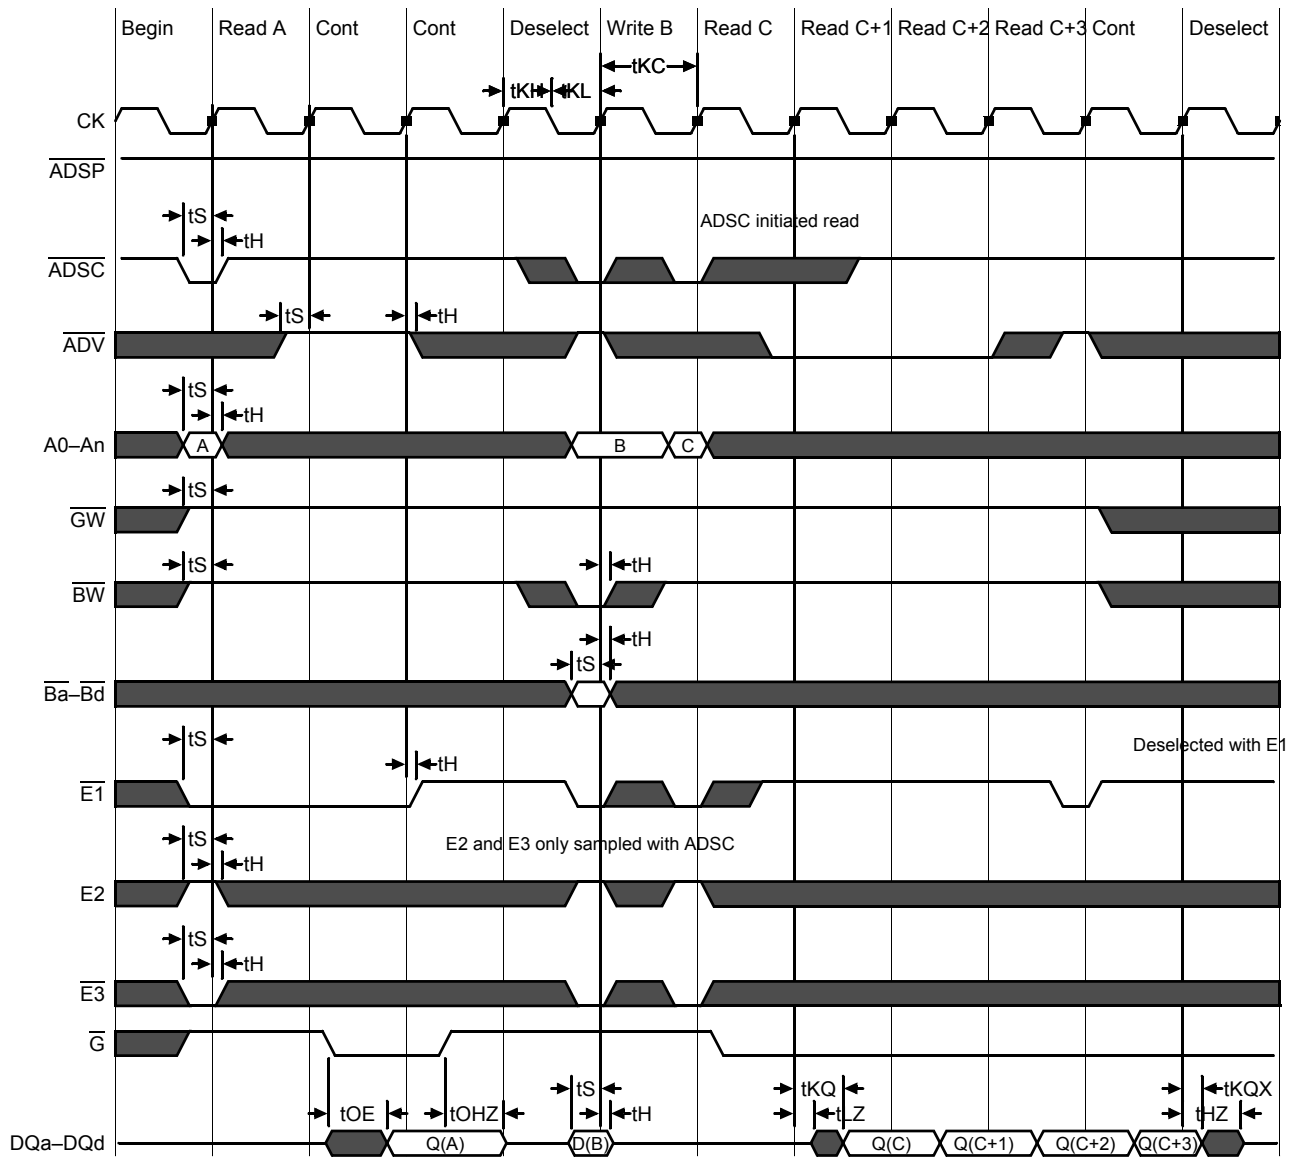 Begin Read A Cont Cont Deselect Write B Read C Read C+1 Read C+2 Read C+3 Cont Deselect
tKC
tKH tKL
CK
ADSP
tS
ADSC initiated read
tH
ADSC
tS tH
ADV
tS
tH
A0–An A B C
tS
GW
tS tH
BW
tH
tS
Ba–Bd
tS
Deselected with E1
tH
E1
tS
E2 and E3 only sampled with ADSC
tH
E2
tS
tH
E3
G
tS tKQ tKQX
tOE tOHZ tH tLZ tHZ
DQa–DQd Q(A) D(B) Q(C) Q(C+1) Q(C+2) Q(C+3)